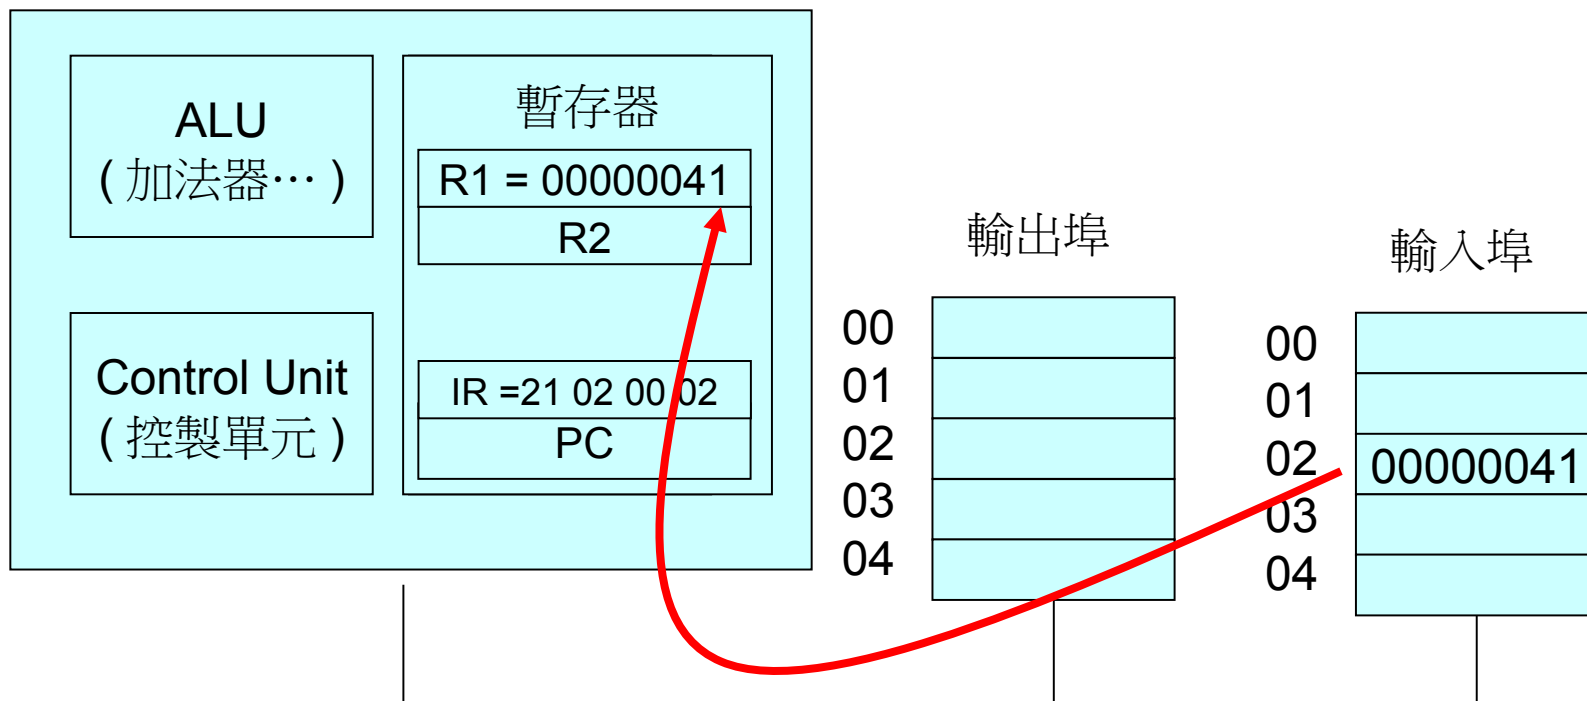 ALU
( 加法器… )
Control Unit
( 控製單元 )
暫存器
R1 = 00000041
R2
IR =21 02 00 02
PC
輸出埠
00
01
02
03
04
輸入埠
00
01
02
00000041
03
04